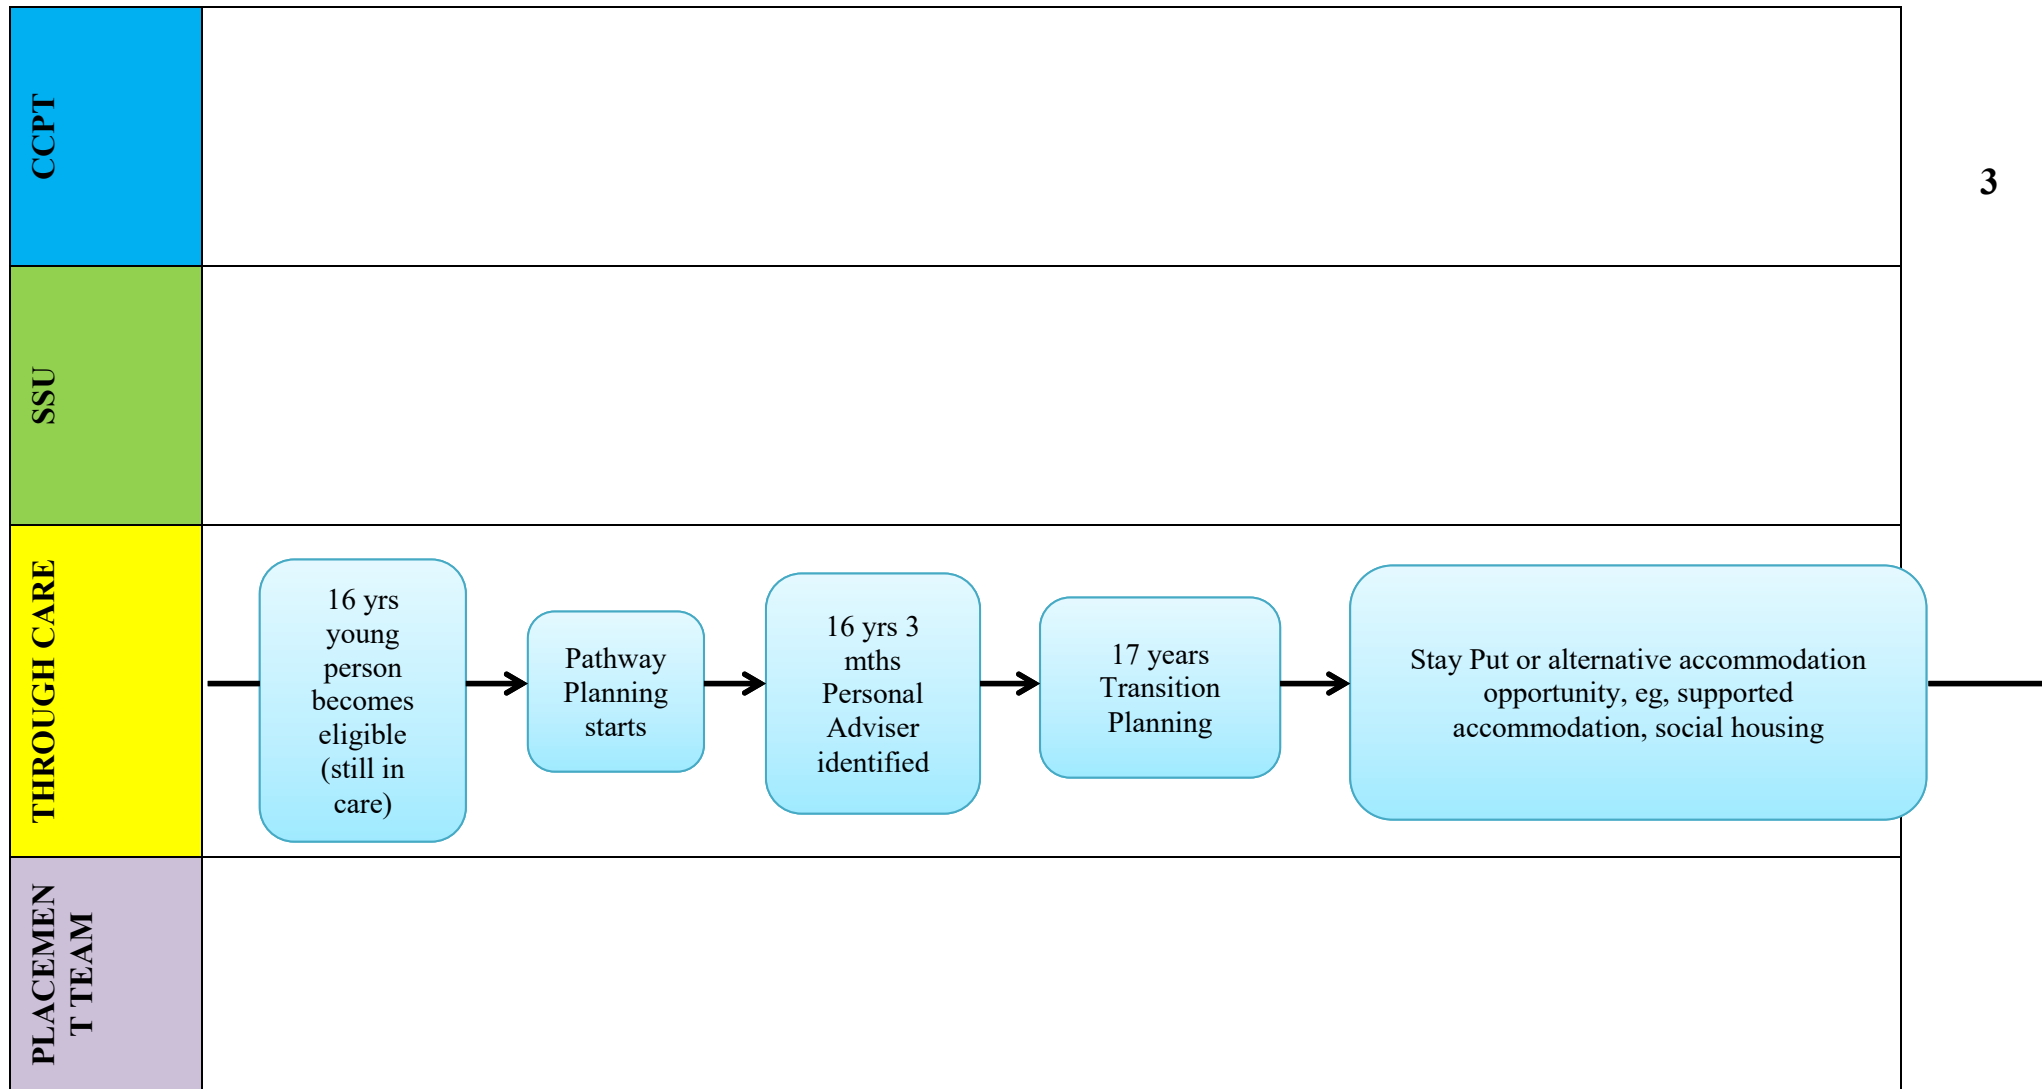 CCPT
3
SSU
THROUGH CARE
16 yrs
young
person
becomes
eligible
(still in
care)
Pathway
Planning
starts
16 yrs 3
mths
Personal
Adviser
identified
17 years
Transition
Planning
Stay Put or alternative accommodation
opportunity, eg, supported
accommodation, social housing
PLACEMEN
T TEAM